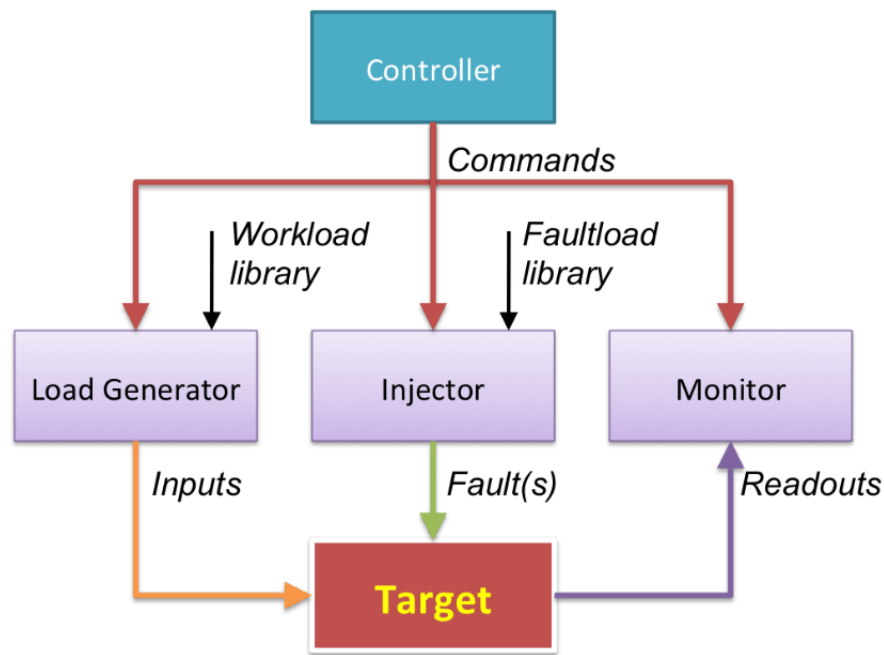 Controller
Commands
Workload
library
Faultload
library
Load Generator
Injector
Monitor
Inputs
Fault(s)
Readouts
Target